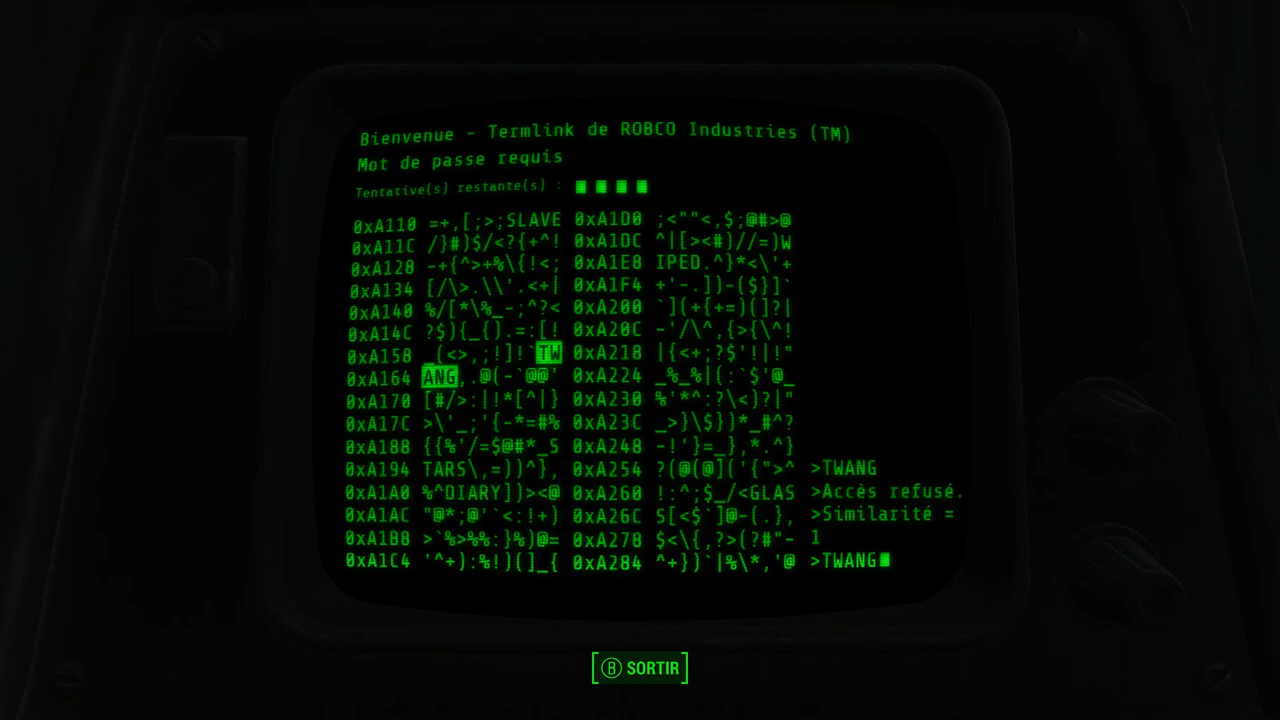 Bienvenue - Termlink de ROBCO Industries (TM)
Mot de passe requis
Tentative(s) restante(s) :
0xA110 =+,[;>;SLAVE 0xA1D0 ;<""<,$;@#>@
0xA11C /}#)$/<?{+^! 0xA1DC ^|[><#)//=)W
0xA128 -+{^>+%\{!<; 0xA1E8 IPED.^}*<\'+
0xA134 [/\>.\\'.<+| 0xA1F4 +'-.])-($}]`
0xA140 %/[*\%_-;^?< 0xA200 `](+{+=)(]?|
0xA14C ?$){_{).=:[! 0xA20C -'/\^,{>{\^!
0xA158 _(<>,;!]!`TW 0xA218 |{<+;?$'!|!"
0xA164 ANG,.@(-`@@' 0xA224 _%_%|(:`$'@_
0xA170 [#/>:|!*[^|} 0xA230 %'*^:?\<)?|"
0xA17C >\'_;'{-*=#% 0xA23C _>}\$})*_#^?
0xA188 {{%'/=$@#*_S 0xA248 -!'}=_},*.^}
0xA194 TARS\,=))^}, 0xA254 ?(@(@]('{">^ >TWANG
0xA1A0 %^DIARY])><@ 0xA260 !:^;$_/<GLAS >Accès refusé.
0xA1AC "@*;@'`<:!+) 0xA26C S[<$`]@-(.}, >Similarité =
0xA1B8 >`%>%%:}%)@= 0xA278 $<\{,?>(?#"- 1
0xA1C4 '^+):%!)(]_{ 0xA284 ^+})`|%\*,'@ >TWANG
Ⓑ SORTIR